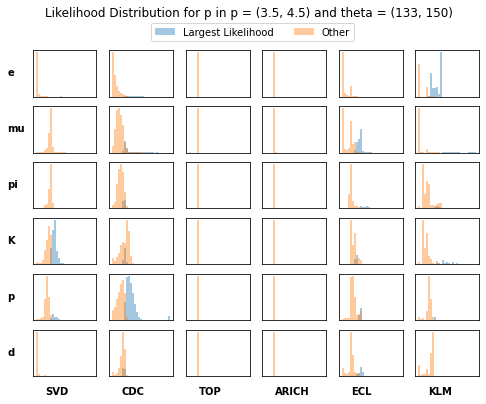 Likelihood Distribution for p in p = (3.5, 4.5) and theta = (133, 150)
Largest Likelihood Other
e
mu
pi
K
p
d
SVD CDC TOP ARICH ECL KLM